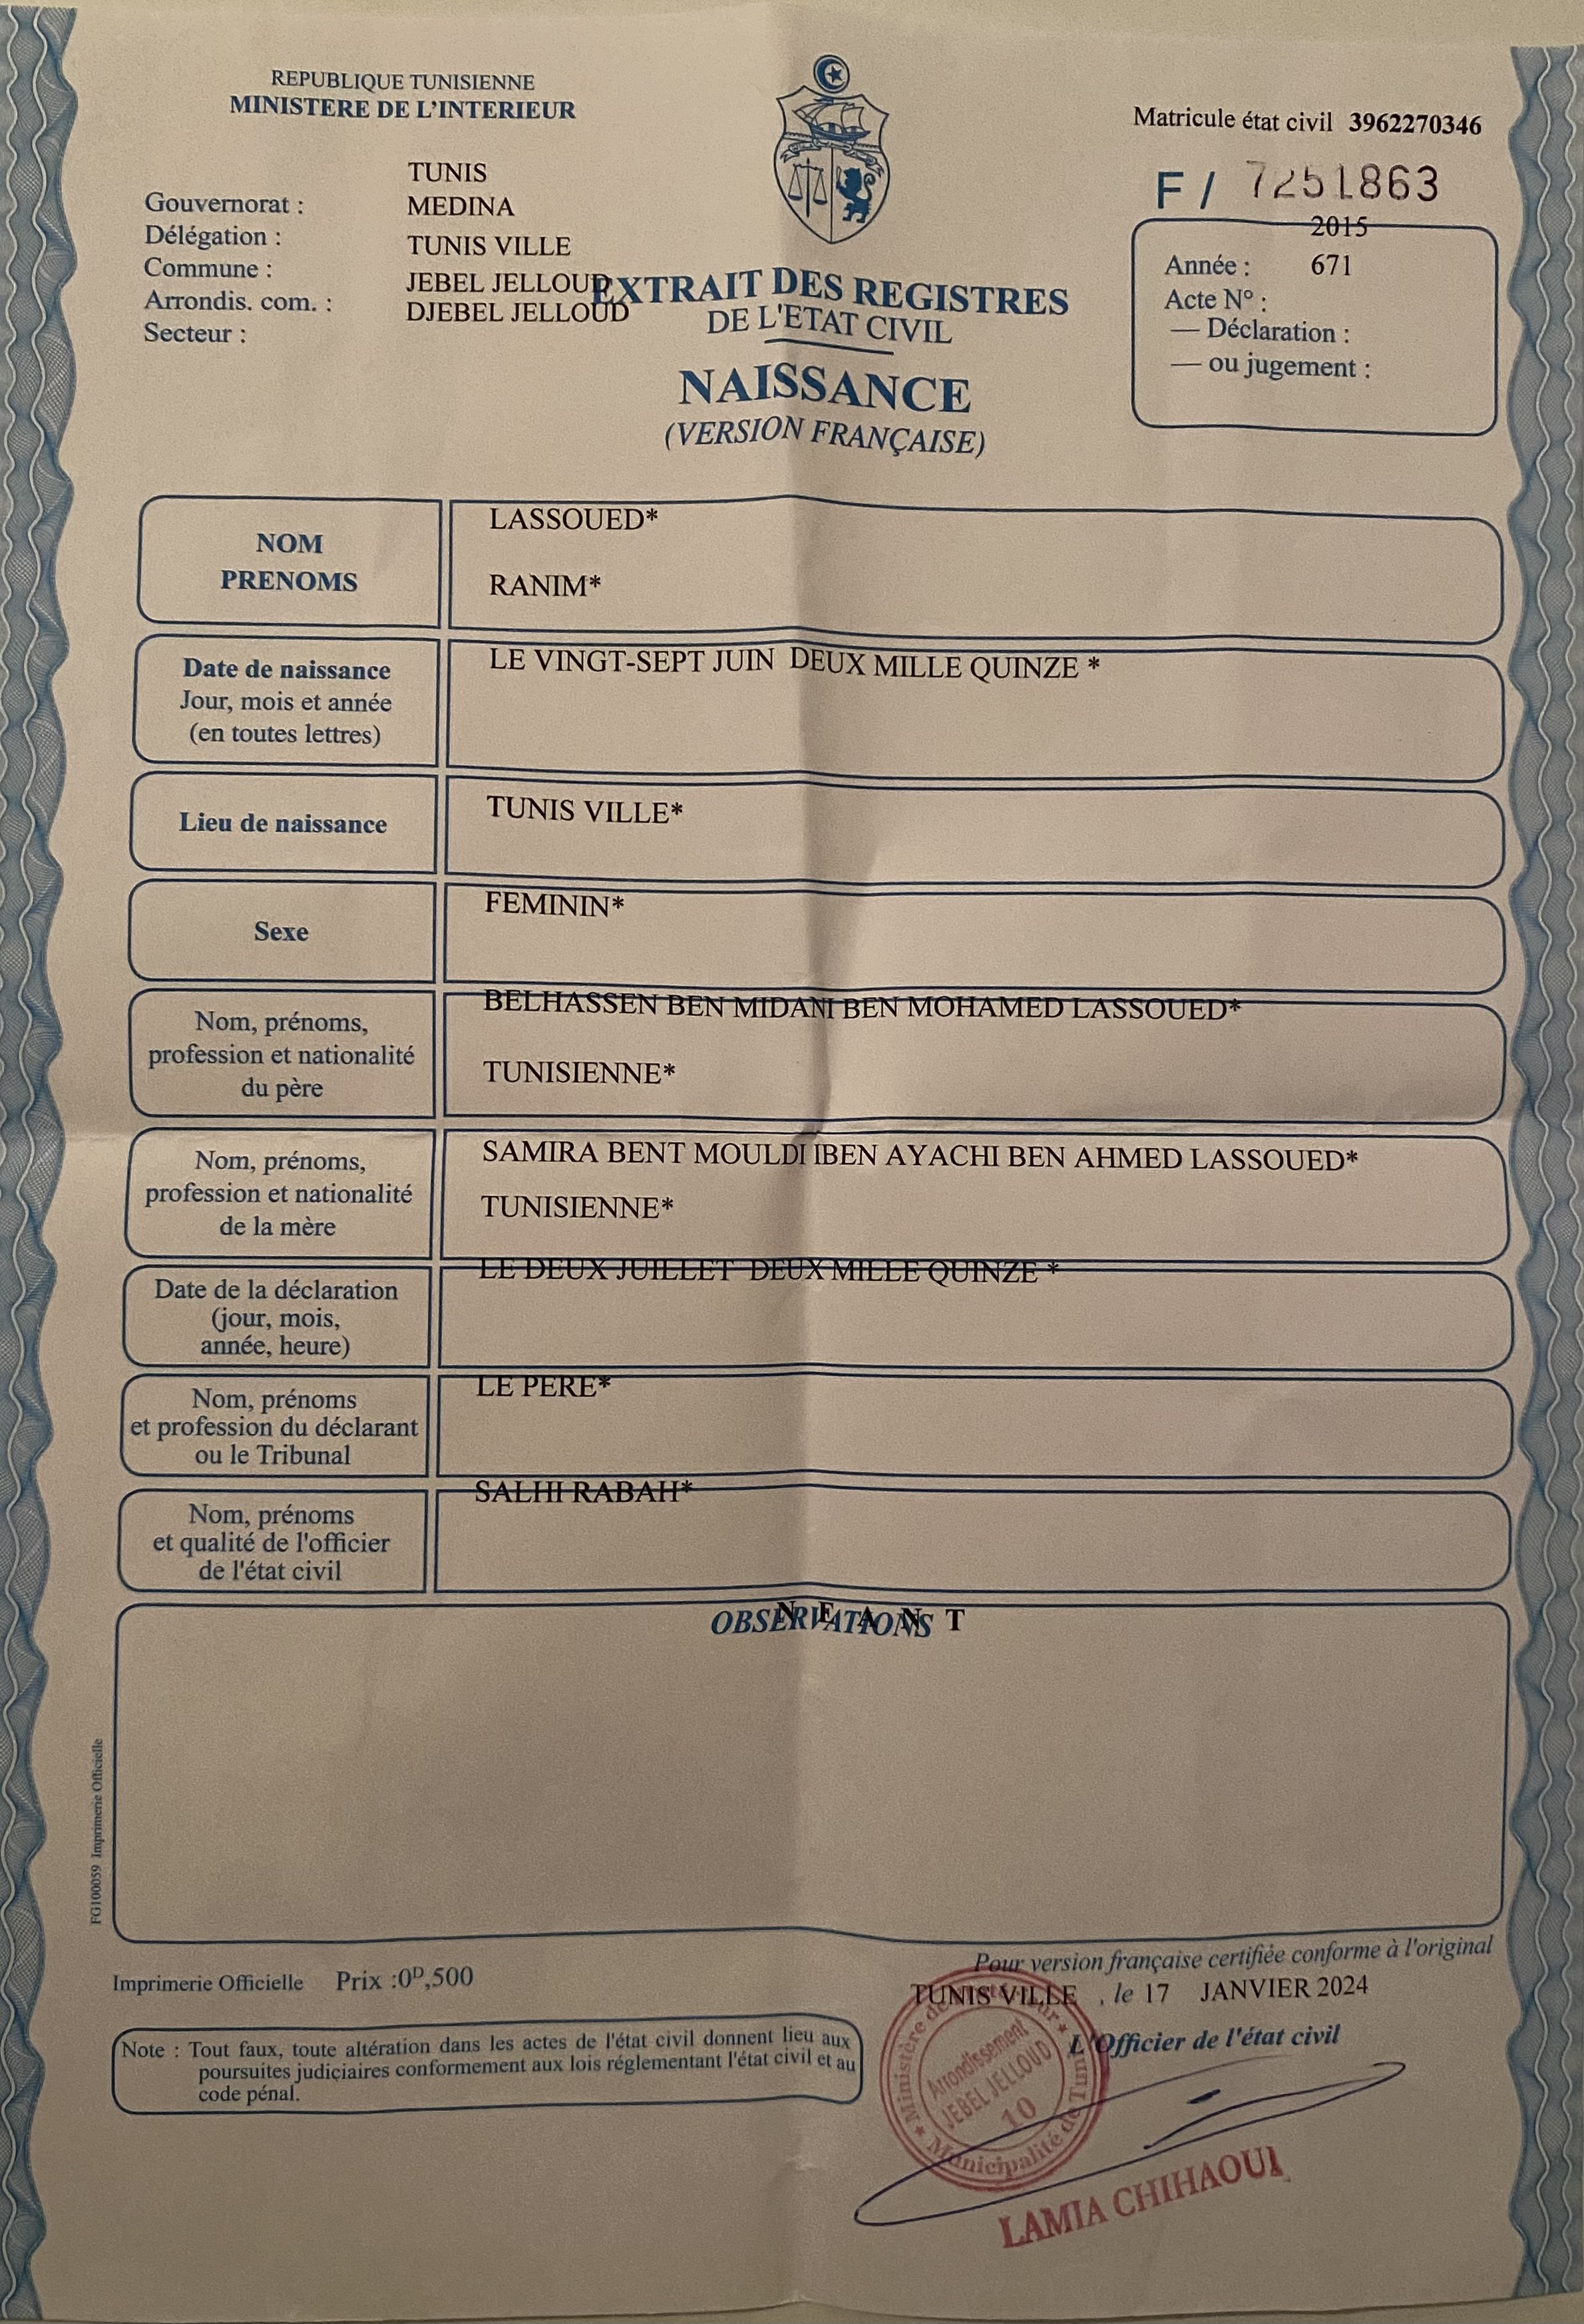 REPUBLIQUE TUNISIENNE
MINISTERE DE L'INTERIEUR
Matricule état civil 3962270346
F / 7251863
TUNIS
Gouvernorat : MEDINA
Délégation :
Commune : TUNIS VILLE
Arrondis. com. : JEBEL JELLOUD
Secteur : DJEBEL JELLOUD
2015
Année : 671
Acte N° :
— Déclaration :
— ou jugement :
EXTRAIT DES REGISTRES
DE L'ETAT CIVIL
NAISSANCE
(VERSION FRANÇAISE)
NOM
PRENOMS
LASSOUED*
RANIM*
Date de naissance
Jour, mois et année
(en toutes lettres)
LE VINGT-SEPT JUIN DEUX MILLE QUINZE *
Lieu de naissance
TUNIS VILLE*
Sexe
FEMININ*
Nom, prénoms,
profession et nationalité
du père
BELHASSEN BEN MIDANI BEN MOHAMED LASSOUED*
TUNISIENNE*
Nom, prénoms,
profession et nationalité
de la mère
SAMIRA BENT MOULDI IBEN AYACHI BEN AHMED LASSOUED*
TUNISIENNE*
Date de la déclaration
(jour, mois,
année, heure)
LE DEUX JUILLET DEUX MILLE QUINZE *
Nom, prénoms
et profession du déclarant
ou le Tribunal
LE PERE*
Nom, prénoms
et qualité de l'officier
de l'état civil
SALHI RABAH*
OBSERVATIONS
N E A N T
FG100059 Imprimerie Officielle
Imprimerie Officielle Prix :0ᴰ,500
Note : Tout faux, toute altération dans les actes de l'état civil donnent lieu aux
poursuites judiciaires conformement aux lois réglementant l'état civil et au
code pénal.
Pour version française certifiée conforme à l'original
TUNIS VILLE , le 17 JANVIER 2024
L'Officier de l'état civil
Arrondissement
JEBEL JELLOUD
10
Municipalité de Tunis
LAMIA CHIHAOUI